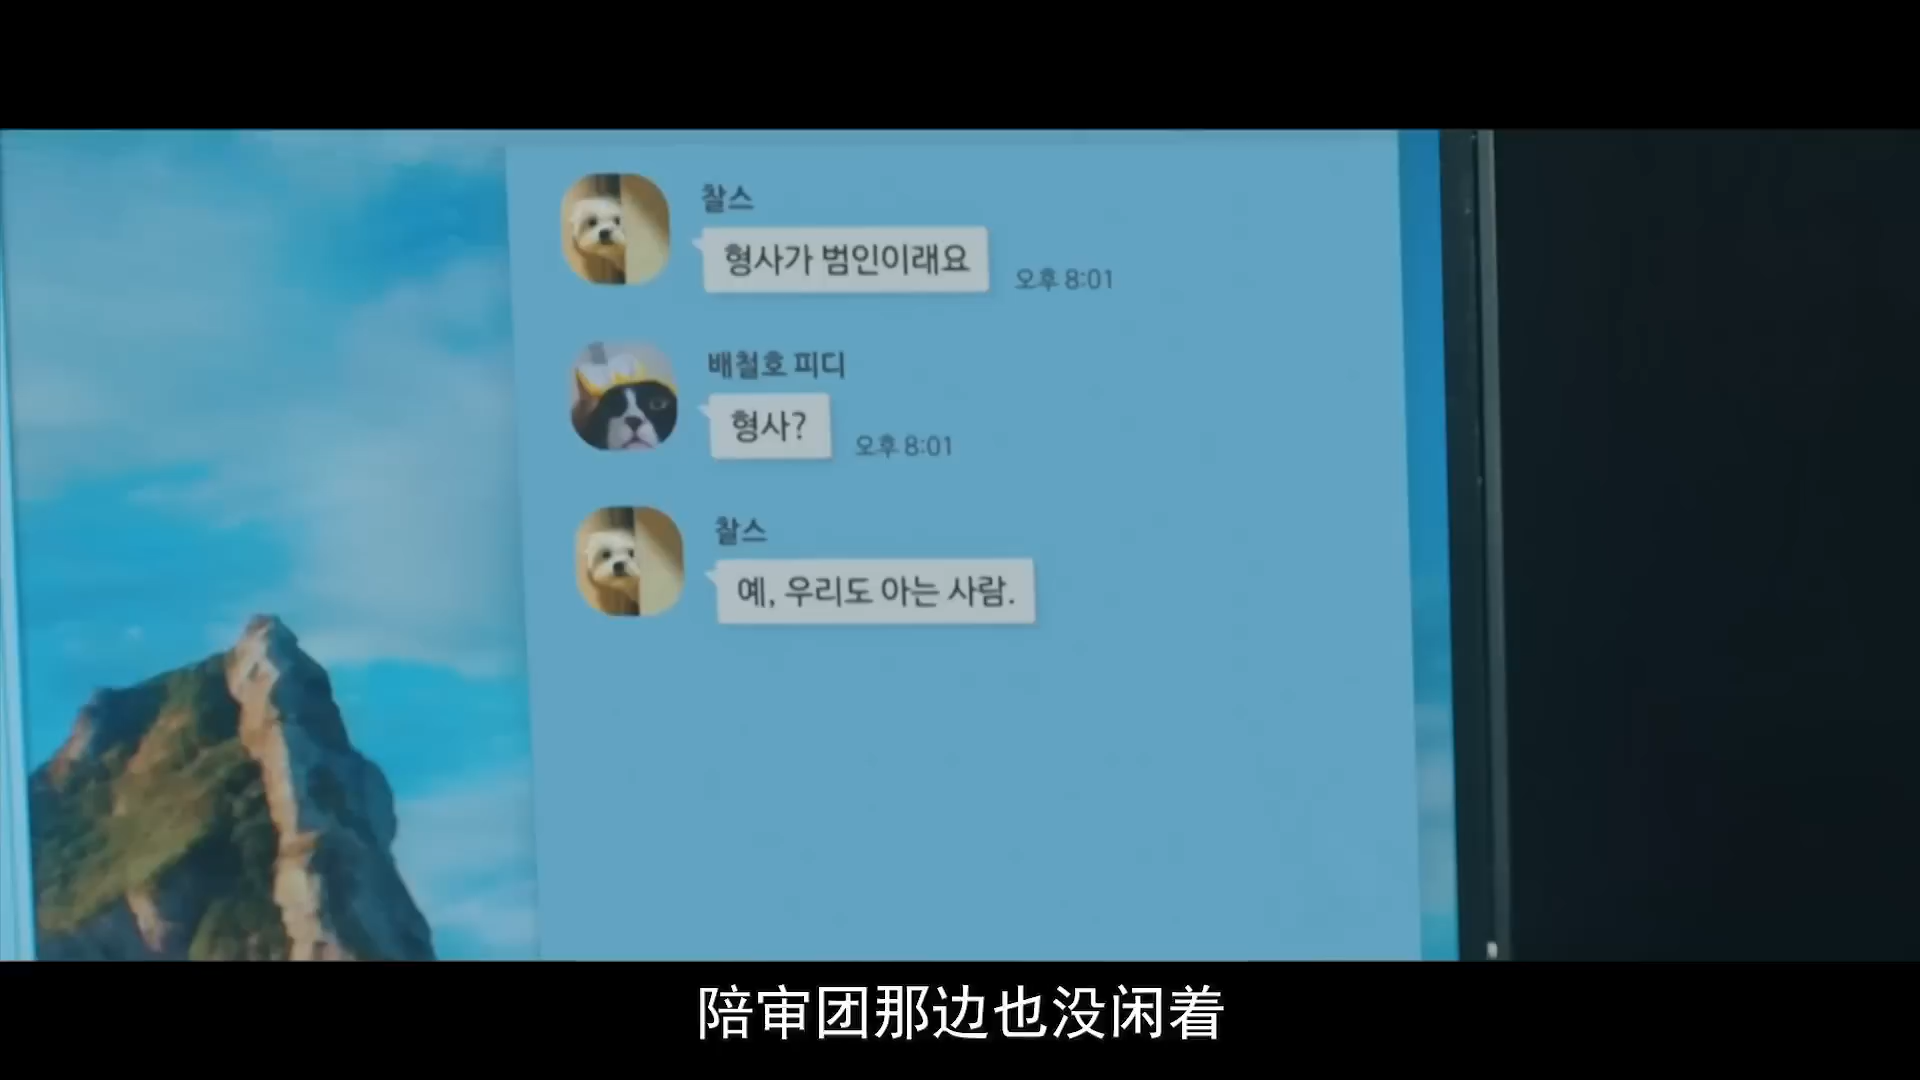 찰스
형사가 범인이래요
오후 8:01
배철호 피디
형사?
오후 8:01
찰스
예, 우리도 아는 사람.
陪审团那边也没闲着